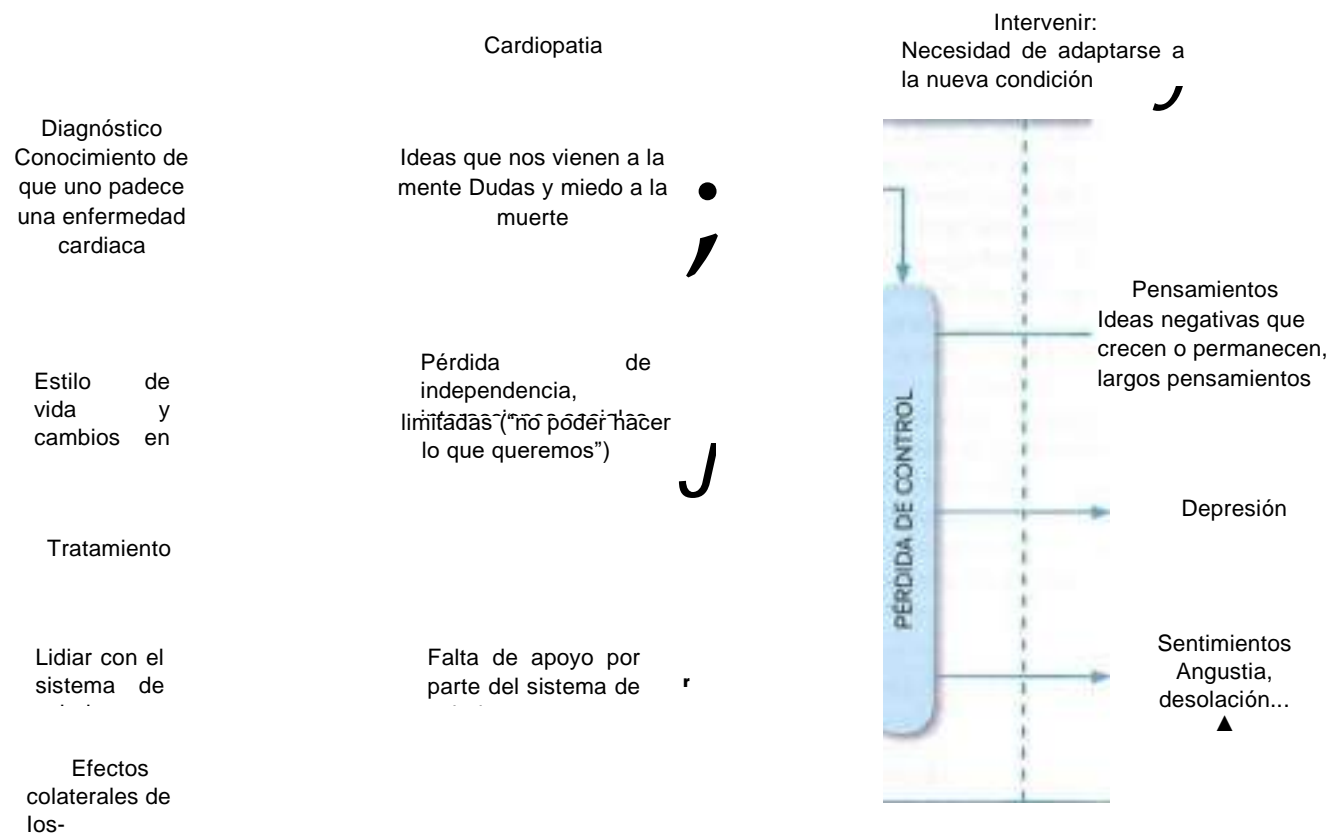 Intervenir:
Cardiopatia
Necesidad de adaptarse a
la nueva condición
Diagnóstico
Conocimiento de
que uno padece
una enfermedad
cardiaca
Ideas que nos vienen a la
mente Dudas y miedo a la
muerte
Pensamientos
Ideas negativas que
crecen o permanecen,
largos pensamientos
Estilo de
vida y
cambios en
Pérdida de
independencia,
limitadas (“no poder hacer
lo que queremos”)
PÉRDIDA DE CONTROL
Depresión
Tratamiento
Lidiar con el
sistema de
Falta de apoyo por
parte del sistema de
Sentimientos
Angustia,
desolación...
Efectos
colaterales de
los-